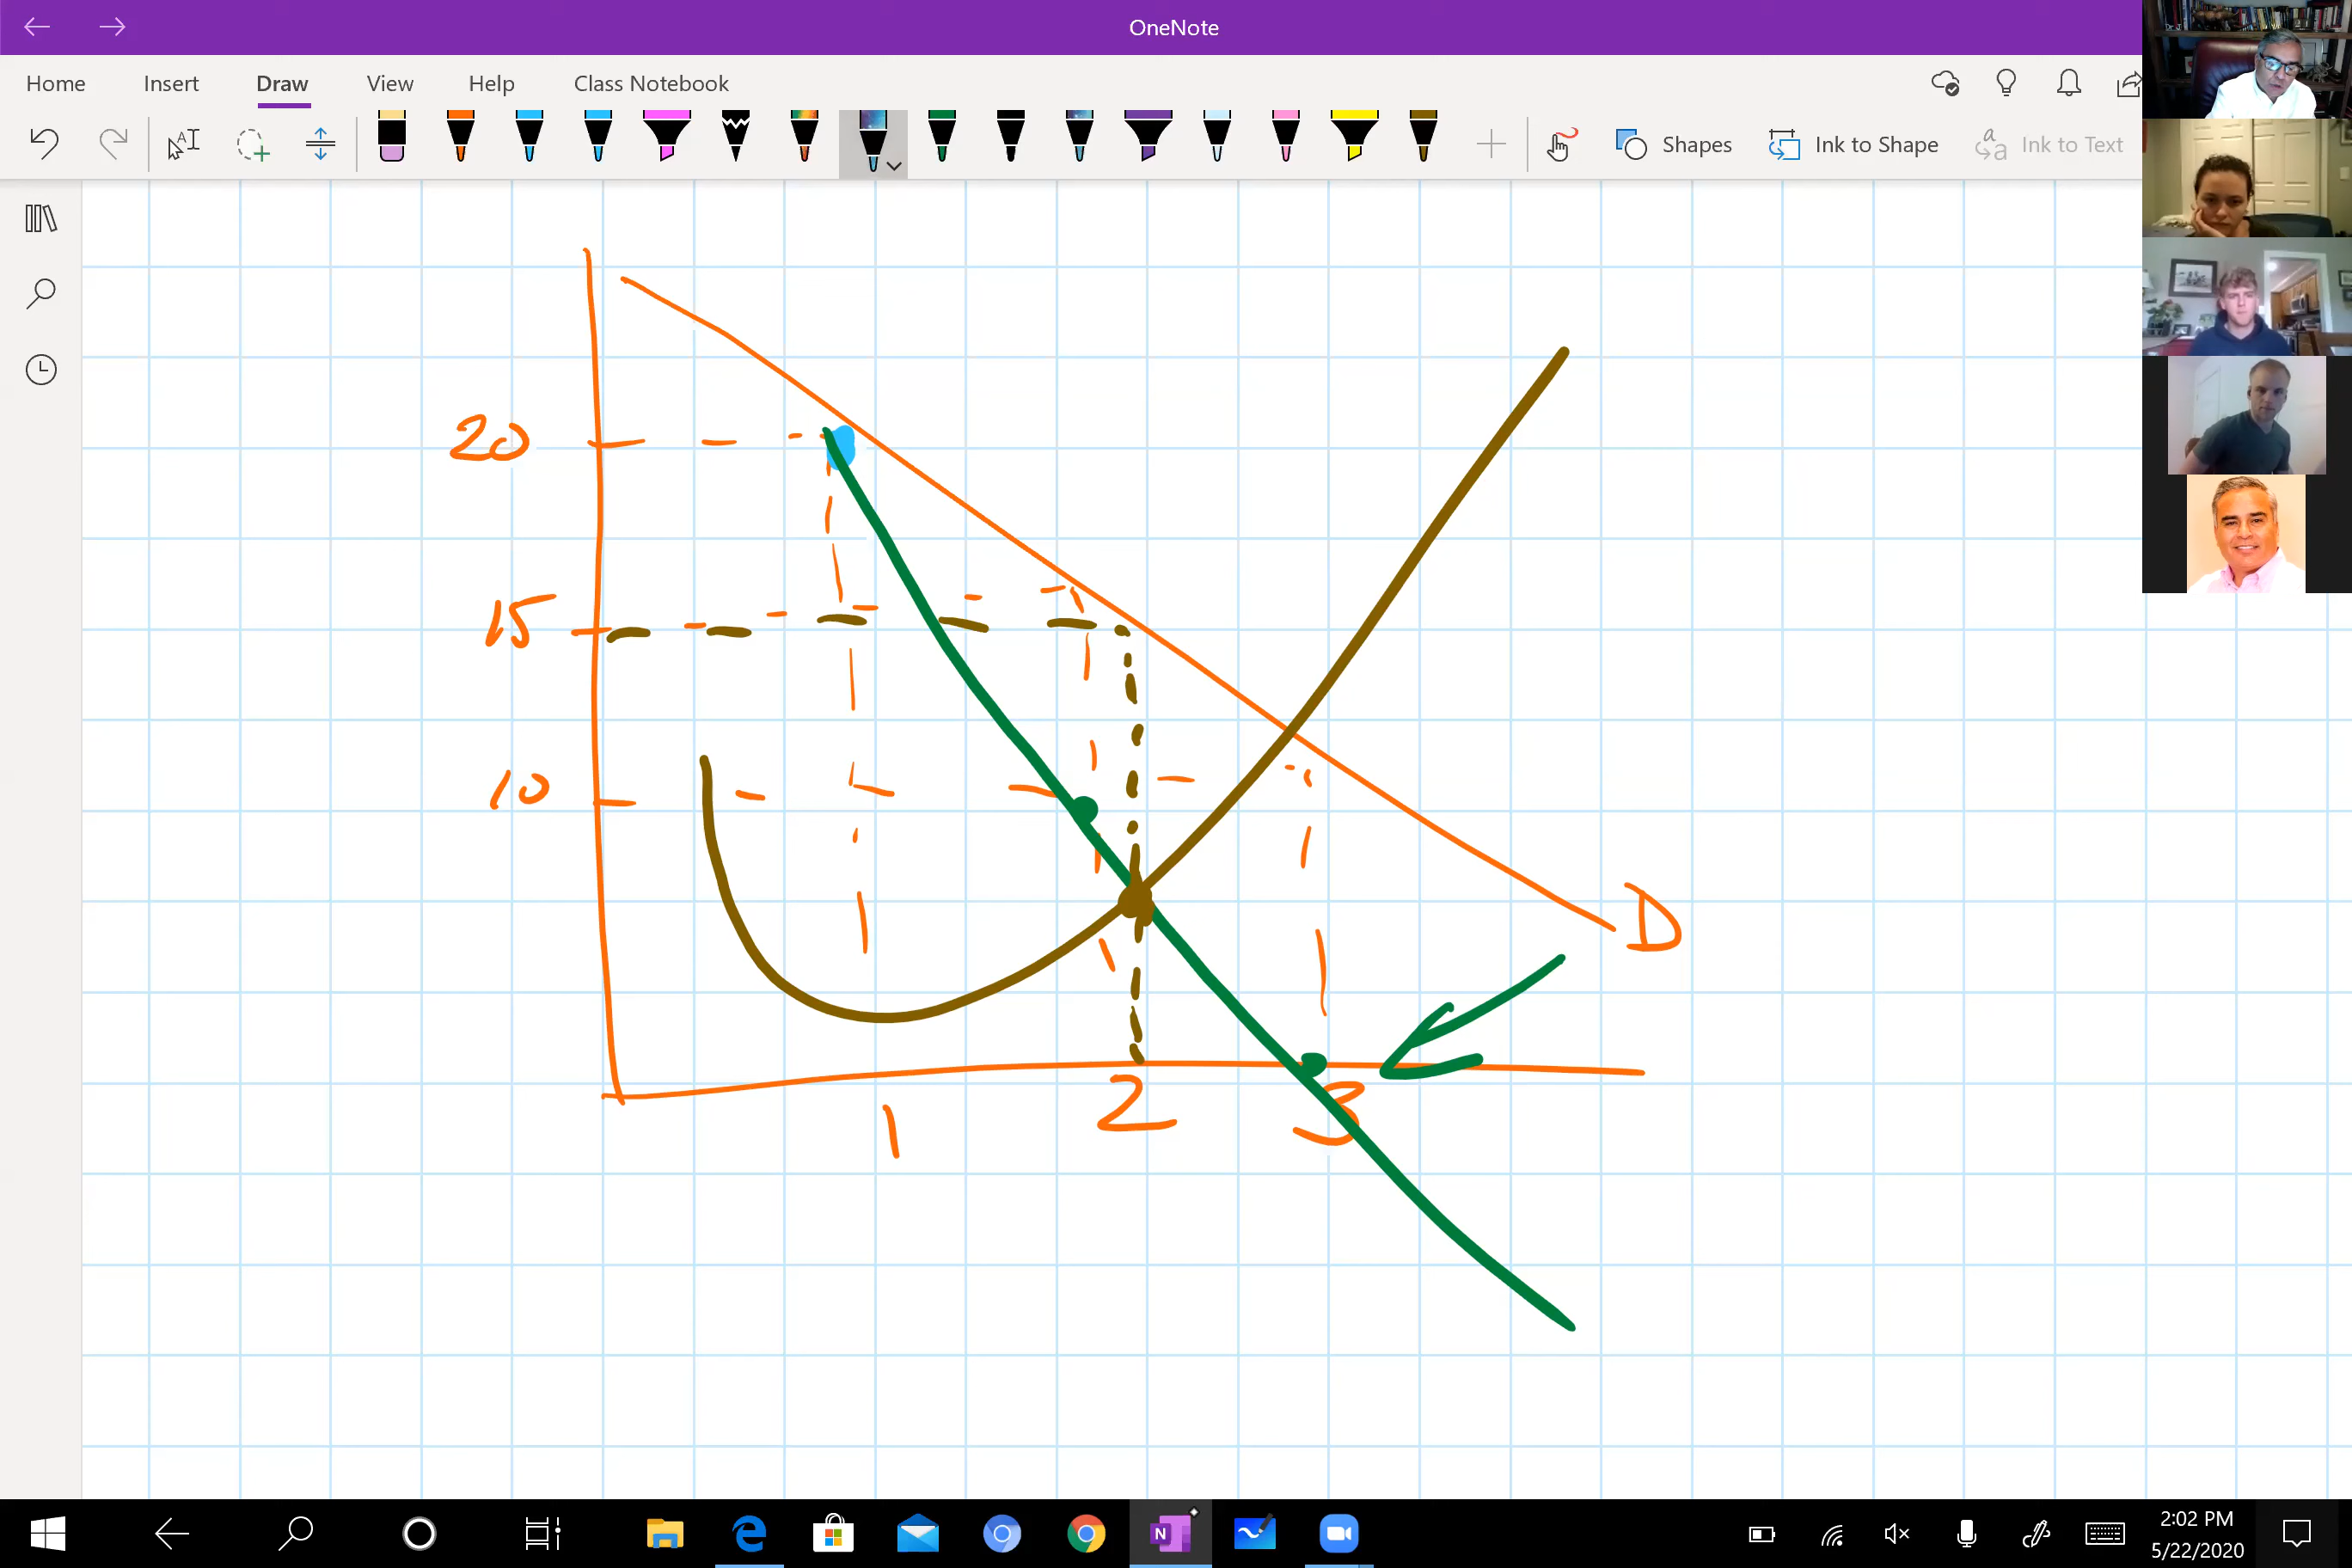 OneNote
Home Insert Draw View Help Class Notebook
Shapes Ink to Shape Ink to Text
20
15
10
D
1 2 3
2:02 PM
5/22/2020